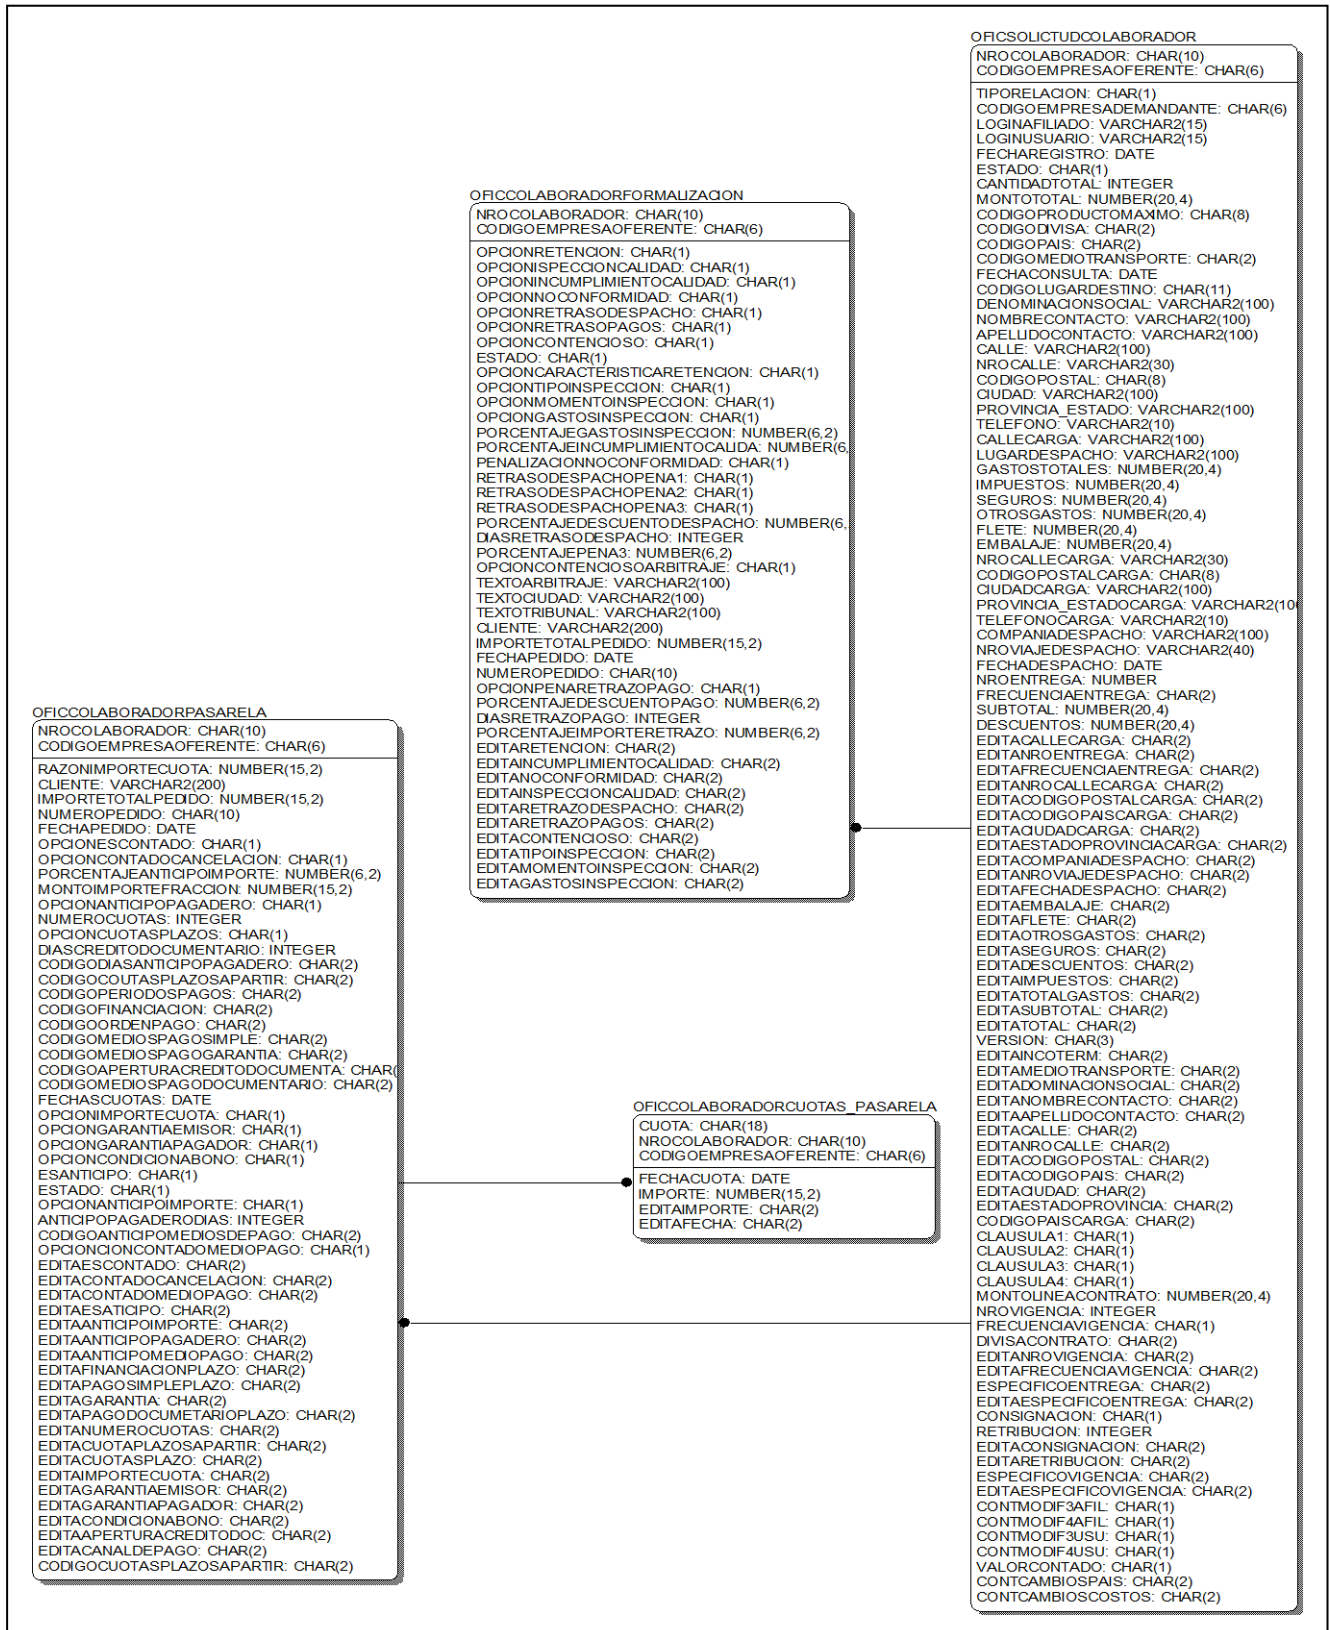 OFICSOLICTUDCOLABORADOR
NROCOLABORADOR: CHAR(10)
CODIGOEMPRESAOFERENTE: CHAR(6)
TIPORELACION: CHAR(1)
CODIGOEMPRESADEMANDANTE: CHAR(6)
LOGINAFILIADO: VARCHAR2(15)
LOGINUSUARIO: VARCHAR2(15)
FECHAREGISTRO: DATE
ESTADO: CHAR(1)
CANTIDADTOTAL: INTEGER
MONTOTOTAL: NUMBER(20,4)
CODIGOPRODUCTOMAXIMO: CHAR(8)
CODIGODIVISA: CHAR(2)
CODIGOPAIS: CHAR(2)
CODIGOMEDIOTRANSPORTE: CHAR(2)
FECHACONSULTA: DATE
CODIGOLUGARDESTINO: CHAR(11)
DENOMINACIONSOCIAL: VARCHAR2(100)
NOMBRECONTACTO: VARCHAR2(100)
APELLIDOCONTACTO: VARCHAR2(100)
CALLE: VARCHAR2(100)
NROCALLE: VARCHAR2(30)
CODIGOPOSTAL: CHAR(8)
CIUDAD: VARCHAR2(100)
PROVINCIA_ESTADO: VARCHAR2(100)
TELEFONO: VARCHAR2(10)
CALLECARGA: VARCHAR2(100)
LUGARDESPACHO: VARCHAR2(100)
GASTOSTOTALES: NUMBER(20,4)
IMPUESTOS: NUMBER(20,4)
SEGUROS: NUMBER(20,4)
OTROSGASTOS: NUMBER(20,4)
FLETE: NUMBER(20,4)
EMBALAJE: NUMBER(20,4)
NROCALLECARGA: VARCHAR2(30)
CODIGOPOSTALCARGA: CHAR(8)
CIUDADCARGA: VARCHAR2(100)
PROVINCIA_ESTADOCARGA: VARCHAR2(10
TELEFONOCARGA: VARCHAR2(10)
COMPANIADESPACHO: VARCHAR2(100)
NROVIAJEDESPACHO: VARCHAR2(40)
FECHADESPACHO: DATE
NROENTREGA: NUMBER
FRECUENCIAENTREGA: CHAR(2)
SUBTOTAL: NUMBER(20,4)
DESCUENTOS: NUMBER(20,4)
EDITACALLECARGA: CHAR(2)
EDITANROENTREGA: CHAR(2)
EDITAFRECUENCIAENTREGA: CHAR(2)
EDITANROCALLECARGA: CHAR(2)
EDITACODIGOPOSTALCARGA: CHAR(2)
EDITACODIGOPAISCARGA: CHAR(2)
EDITACIUDADCARGA: CHAR(2)
EDITAESTADOPROVINCIACARGA: CHAR(2)
EDITACOMPANIADESPACHO: CHAR(2)
EDITANROVIAJEDESPACHO: CHAR(2)
EDITAFECHADESPACHO: CHAR(2)
EDITAEMBALAJE: CHAR(2)
EDITAFLETE: CHAR(2)
EDITAOTROSGASTOS: CHAR(2)
EDITASEGUROS: CHAR(2)
EDITADESCUENTOS: CHAR(2)
EDITAIMPUESTOS: CHAR(2)
EDITATOTALGASTOS: CHAR(2)
EDITASUBTOTAL: CHAR(2)
EDITATOTAL: CHAR(2)
VERSION: CHAR(3)
EDITAINCOTERM: CHAR(2)
EDITAMEDIOTRANSPORTE: CHAR(2)
EDITADOMINACIONSOCIAL: CHAR(2)
EDITANOMBRECONTACTO: CHAR(2)
EDITAAPELLIDOCONTACTO: CHAR(2)
EDITACALLE: CHAR(2)
EDITANROCALLE: CHAR(2)
EDITACODIGOPOSTAL: CHAR(2)
EDITACODIGOPAIS: CHAR(2)
EDITACIUDAD: CHAR(2)
EDITAESTADOPROVINCIA: CHAR(2)
CODIGOPAISCARGA: CHAR(2)
CLAUSULA1: CHAR(1)
CLAUSULA2: CHAR(1)
CLAUSULA3: CHAR(1)
CLAUSULA4: CHAR(1)
MONTOLINEACONTRATO: NUMBER(20,4)
NROVIGENCIA: INTEGER
FRECUENCIAVIGENCIA: CHAR(1)
DIVISACONTRATO: CHAR(2)
EDITANROVIGENCIA: CHAR(2)
EDITAFRECUENCIAVIGENCIA: CHAR(2)
ESPECIFICOENTREGA: CHAR(2)
EDITAESPECIFICOENTREGA: CHAR(2)
CONSIGNACION: CHAR(1)
RETRIBUCION: INTEGER
EDITACONSIGNACION: CHAR(2)
EDITARETRIBUCION: CHAR(2)
ESPECIFICOVIGENCIA: CHAR(2)
EDITAESPECIFICOVIGENCIA: CHAR(2)
CONTMODIF3AFIL: CHAR(1)
CONTMODIF4AFIL: CHAR(1)
CONTMODIF3USU: CHAR(1)
CONTMODIF4USU: CHAR(1)
VALORCONTADO: CHAR(1)
CONTCAMBIOSPAIS: CHAR(2)
CONTCAMBIOSCOSTOS: CHAR(2)
OFICCOLABORADORFORMALIZACION
NROCOLABORADOR: CHAR(10)
CODIGOEMPRESAOFERENTE: CHAR(6)
OPCIONRETENCION: CHAR(1)
OPCIONISPECCIONCALIDAD: CHAR(1)
OPCIONINCUMPLIMIENTOCALIDAD: CHAR(1)
OPCIONNOCONFORMIDAD: CHAR(1)
OPCIONRETRASODESPACHO: CHAR(1)
OPCIONRETRASOPAGOS: CHAR(1)
OPCIONCONTENCIOSO: CHAR(1)
ESTADO: CHAR(1)
OPCIONCARACTERISTICARETENCION: CHAR(1)
OPCIONTIPOINSPECCION: CHAR(1)
OPCIONMOMENTOINSPECCION: CHAR(1)
OPCIONGASTOSINSPECCION: CHAR(1)
PORCENTAJEGASTOSINSPECCION: NUMBER(6,2)
PORCENTAJEINCUMPLIMIENTOCALIDA: NUMBER(6,
PENALIZACIONNOCONFORMIDAD: CHAR(1)
RETRASODESPACHOPENA1: CHAR(1)
RETRASODESPACHOPENA2: CHAR(1)
RETRASODESPACHOPENA3: CHAR(1)
PORCENTAJEDESCUENTODESPACHO: NUMBER(6,
DIASRETRASODESPACHO: INTEGER
PORCENTAJEPENA3: NUMBER(6,2)
OPCIONCONTENCIOSOARBITRAJE: CHAR(1)
TEXTOARBITRAJE: VARCHAR2(100)
TEXTOCIUDAD: VARCHAR2(100)
TEXTOTRIBUNAL: VARCHAR2(100)
CLIENTE: VARCHAR2(200)
IMPORTETOTALPEDIDO: NUMBER(15,2)
FECHAPEDIDO: DATE
NUMEROPEDIDO: CHAR(10)
OPCIONPENARETRAZOPAGO: CHAR(1)
PORCENTAJEDESCUENTOPAGO: NUMBER(6,2)
DIASRETRAZOPAGO: INTEGER
PORCENTAJEIMPORTERETRAZO: NUMBER(6,2)
EDITARETENCION: CHAR(2)
EDITAINCUMPLIMIENTOCALIDAD: CHAR(2)
EDITANOCONFORMIDAD: CHAR(2)
EDITAINSPECCIONCALIDAD: CHAR(2)
EDITARETRAZODESPACHO: CHAR(2)
EDITARETRAZOPAGOS: CHAR(2)
EDITACONTENCIOSO: CHAR(2)
EDITATIPOINSPECCION: CHAR(2)
EDITAMOMENTOINSPECCION: CHAR(2)
EDITAGASTOSINSPECCION: CHAR(2)
OFICCOLABORADORPASARELA
NROCOLABORADOR: CHAR(10)
CODIGOEMPRESAOFERENTE: CHAR(6)
RAZONIMPORTECUOTA: NUMBER(15,2)
CLIENTE: VARCHAR2(200)
IMPORTETOTALPEDIDO: NUMBER(15,2)
NUMEROPEDIDO: CHAR(10)
FECHAPEDIDO: DATE
OPCIONESCONTADO: CHAR(1)
OPCIONCONTADOCANCELACION: CHAR(1)
PORCENTAJEANTICIPOIMPORTE: NUMBER(6,2)
MONTOIMPORTEFRACCION: NUMBER(15,2)
OPCIONANTICIPOPAGADERO: CHAR(1)
NUMEROCUOTAS: INTEGER
OPCIONCUOTASPLAZOS: CHAR(1)
DIASCREDITODOCUMENTARIO: INTEGER
CODIGODIASANTICIPOPAGADERO: CHAR(2)
CODIGOCOUTASPLAZOSAPARTIR: CHAR(2)
CODIGOPERIODOSPAGOS: CHAR(2)
CODIGOFINANCIACION: CHAR(2)
CODIGOORDENPAGO: CHAR(2)
CODIGOMEDIOSPAGOSIMPLE: CHAR(2)
CODIGOMEDIOSPAGOGARANTIA: CHAR(2)
CODIGOAPERTURACREDITODOCUMENTA: CHAR(
CODIGOMEDIOSPAGODOCUMENTARIO: CHAR(2)
FECHASCUOTAS: DATE
OPCIONIMPORTECUOTA: CHAR(1)
OPCIONGARANTIAEMISOR: CHAR(1)
OPCIONGARANTIAPAGADOR: CHAR(1)
OPCIONCONDICIONABONO: CHAR(1)
ESANTICIPO: CHAR(1)
ESTADO: CHAR(1)
OPCIONANTICIPOIMPORTE: CHAR(1)
ANTICIPOPAGADERODIAS: INTEGER
CODIGOANTICIPOMEDIOSDEPAGO: CHAR(2)
OPCIONCIONCONTADOMEDIOPAGO: CHAR(1)
EDITAESCONTADO: CHAR(2)
EDITACONTADOCANCELACION: CHAR(2)
EDITACONTADOMEDIOPAGO: CHAR(2)
EDITAESATICIPO: CHAR(2)
EDITAANTICIPOIMPORTE: CHAR(2)
EDITAANTICIPOPAGADERO: CHAR(2)
EDITAANTICIPOMEDIOPAGO: CHAR(2)
EDITAFINANCIACIONPLAZO: CHAR(2)
EDITAPAGOSIMPLEPLAZO: CHAR(2)
EDITAGARANTIA: CHAR(2)
EDITAPAGODOCUMETARIOPLAZO: CHAR(2)
EDITANUMEROCUOTAS: CHAR(2)
EDITACUOTAPLAZOSAPARTIR: CHAR(2)
EDITACUOTASPLAZO: CHAR(2)
EDITAIMPORTECUOTA: CHAR(2)
EDITAGARANTIAEMISOR: CHAR(2)
EDITAGARANTIAPAGADOR: CHAR(2)
EDITACONDICIONABONO: CHAR(2)
EDITAAPERTURACREDITODOC: CHAR(2)
EDITACANALDEPAGO: CHAR(2)
CODIGOCUOTASPLAZOSAPARTIR: CHAR(2)
OFICCOLABORADORCUOTAS_PASARELA
CUOTA: CHAR(18)
NROCOLABORADOR: CHAR(10)
CODIGOEMPRESAOFERENTE: CHAR(6)
FECHACUOTA: DATE
IMPORTE: NUMBER(15,2)
EDITAIMPORTE: CHAR(2)
EDITAFECHA: CHAR(2)